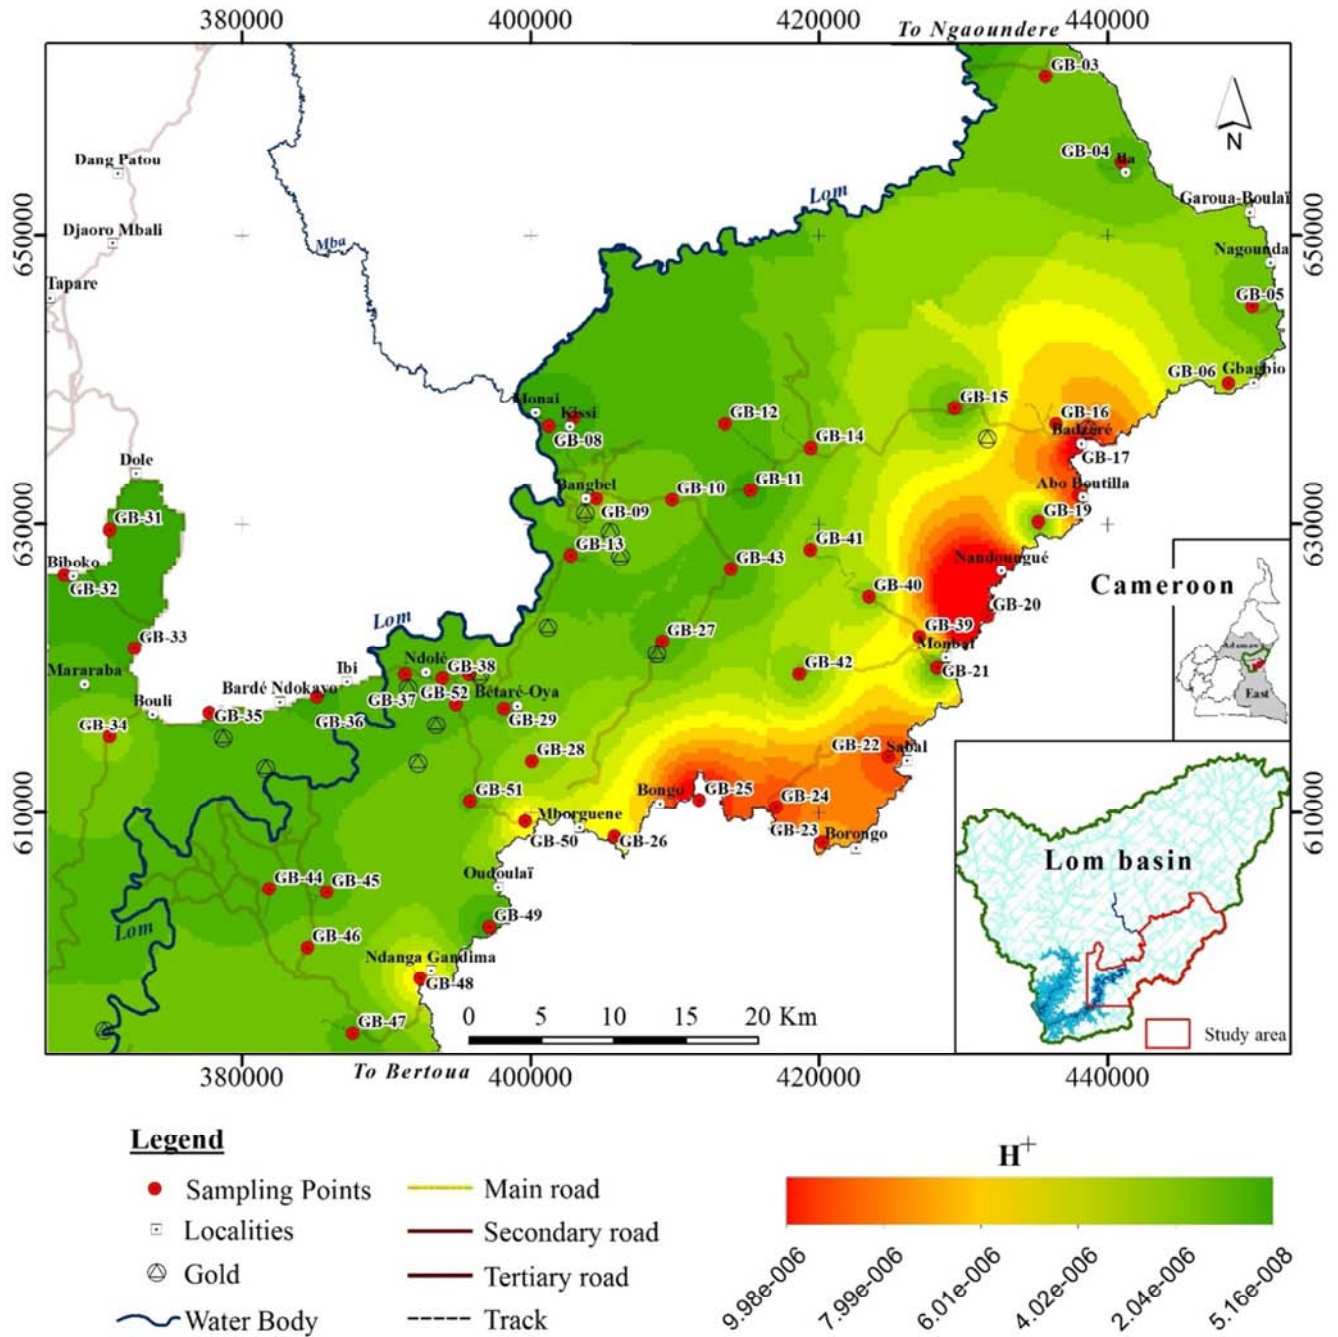 380000 400000 420000 440000
To Ngaoundere
GB-03
N
GB-04
Ba
Dang Patou
Lom
Garoua-Boulaï
650000
Djaoro Mbali
Mba
650000
Nagounda
Tapare
GB-05
GB-06 Gbagbio
Monai
Kissi
GB-08
GB-12
GB-15
GB-16
Badzéré
GB-14
GB-17
Dole
Bangbel
GB-10
GB-11
Abo Boutilla
GB-31
GB-09
GB-19
630000
630000
GB-13
GB-41
Biboko
GB-43
Nandoungué
GB-32
GB-40
Cameroon
GB-20
Lom
GB-33
GB-27
GB-39
Monbal
Adamawa
Mararaba
Ibi
Ndolé
GB-38
GB-42
GB-21
Bardé Ndokayo
GB-37
GB-52
Bétaré-Oya
East
Bouli
GB-35
GB-36
GB-29
GB-34
GB-22 Sabal
GB-28
GB-51
Bongo
GB-25
GB-24
Mborguene
610000
610000
GB-50
GB-26
GB-23 Borongo
Lom basin
Oudoulaï
GB-44
GB-45
GB-49
Lom
GB-46
Ndanga Gandima
GB-48
0 5 10 15 20 Km
GB-47
Study area
To Bertoua
380000 400000 420000 440000
Legend
H+
Sampling Points
Main road
Localities
Secondary road
Gold
Tertiary road
Water Body
Track
9.98e-006
7.99e-006
6.01e-006
4.02e-006
2.04e-006
5.16e-008